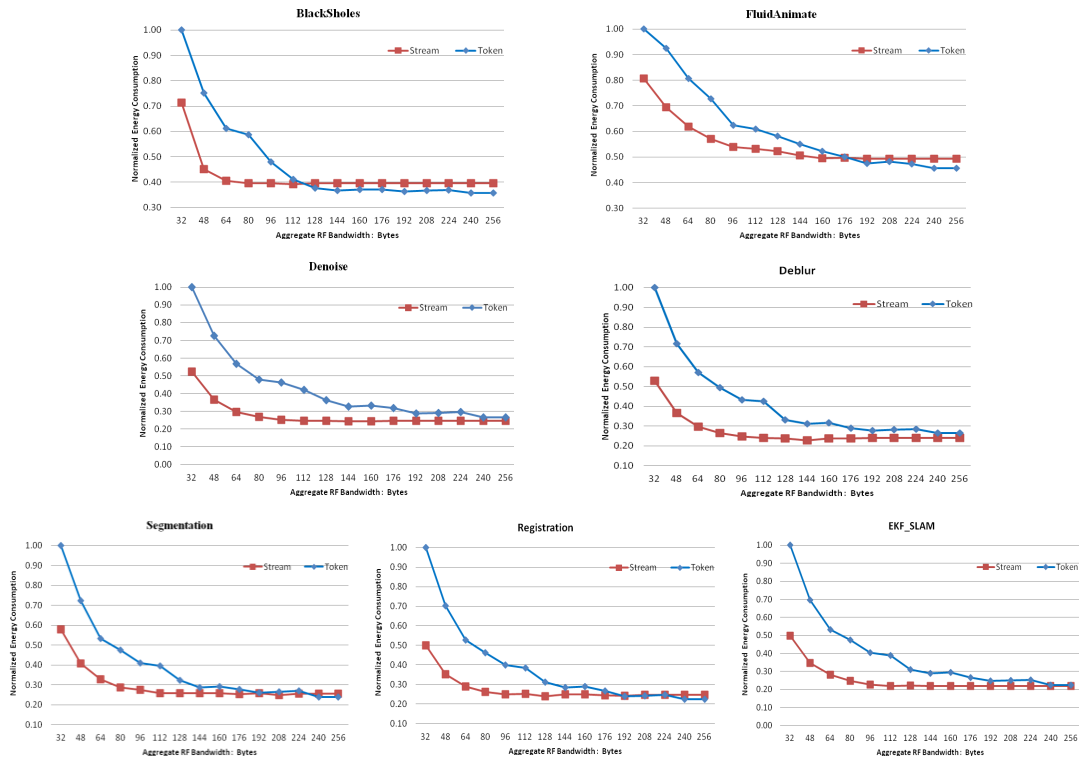 BlackSholes
Normalized Energy Consumption
1.00
0.90
0.80
0.70
0.60
0.50
0.40
0.30
Stream Token
32 48 64 80 96 112 128 144 160 176 192 208 224 240 256
Aggregate RF Bandwidth: Bytes
FluidAnimate
Normalized Energy Consumption
1.00
0.90
0.80
0.70
0.60
0.50
0.40
0.30
Stream Token
32 48 64 80 96 112 128 144 160 176 192 208 224 240 256
Aggregate RF Bandwidth: Bytes
Denoise
Normalized Energy Consumption
1.00
0.90
0.80
0.70
0.60
0.50
0.40
0.30
0.20
0.10
0.00
Stream Token
32 48 64 80 96 112 128 144 160 176 192 208 224 240 256
Aggregate RF Bandwidth: Bytes
Deblur
Normalized Energy Consumption
1.00
0.90
0.80
0.70
0.60
0.50
0.40
0.30
0.20
0.10
Stream Token
32 48 64 80 96 112 128 144 160 176 192 208 224 240 256
Aggregate RF Bandwidth: Bytes
Segmentation
Normalized Energy Consumption
1.00
0.90
0.80
0.70
0.60
0.50
0.40
0.30
0.20
0.10
Stream Token
32 48 64 80 96 112 128 144 160 176 192 208 224 240 256
Aggregate RF Bandwidth: Bytes
Registration
Normalized Energy Consumption
1.00
0.90
0.80
0.70
0.60
0.50
0.40
0.30
0.20
0.10
Stream Token
32 48 64 80 96 112 128 144 160 176 192 208 224 240 256
Aggregate RF Bandwidth: Bytes
EKF_SLAM
Normalized Energy Consumption
1.00
0.90
0.80
0.70
0.60
0.50
0.40
0.30
0.20
0.10
0.00
Stream Token
32 48 64 80 96 112 128 144 160 176 192 208 224 240 256
Aggregate RF Bandwidth: Bytes